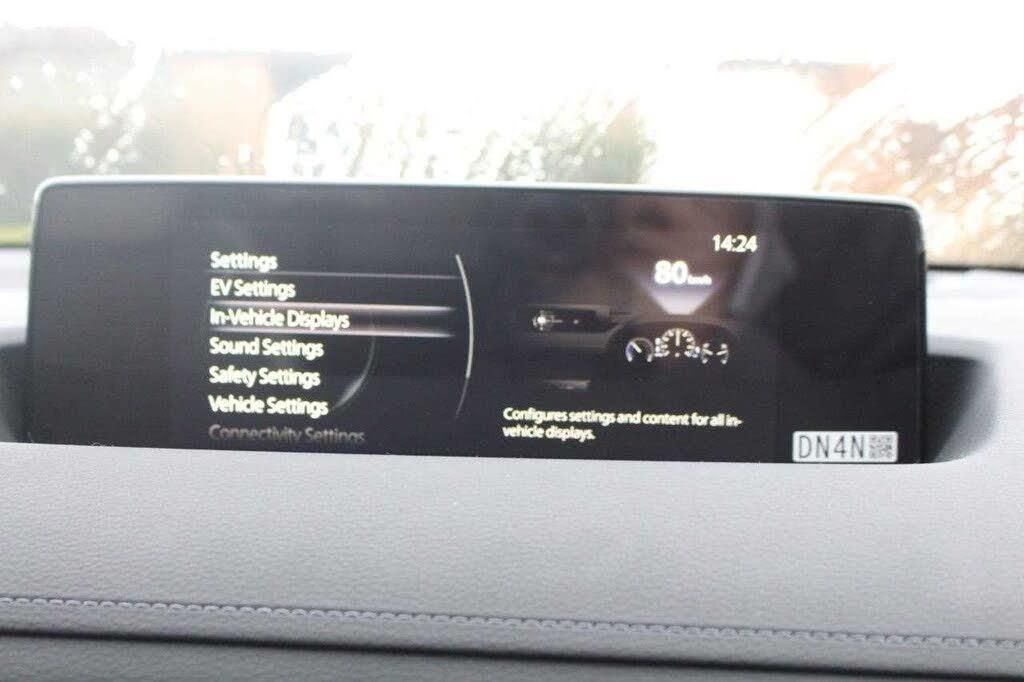 14:24
Settings
EV Settings
In-Vehicle Displays
Sound Settings
Safety Settings
Vehicle Settings
Connectivity Settings
80 km/h
Configures settings and content for all in-
vehicle displays.
DN4N